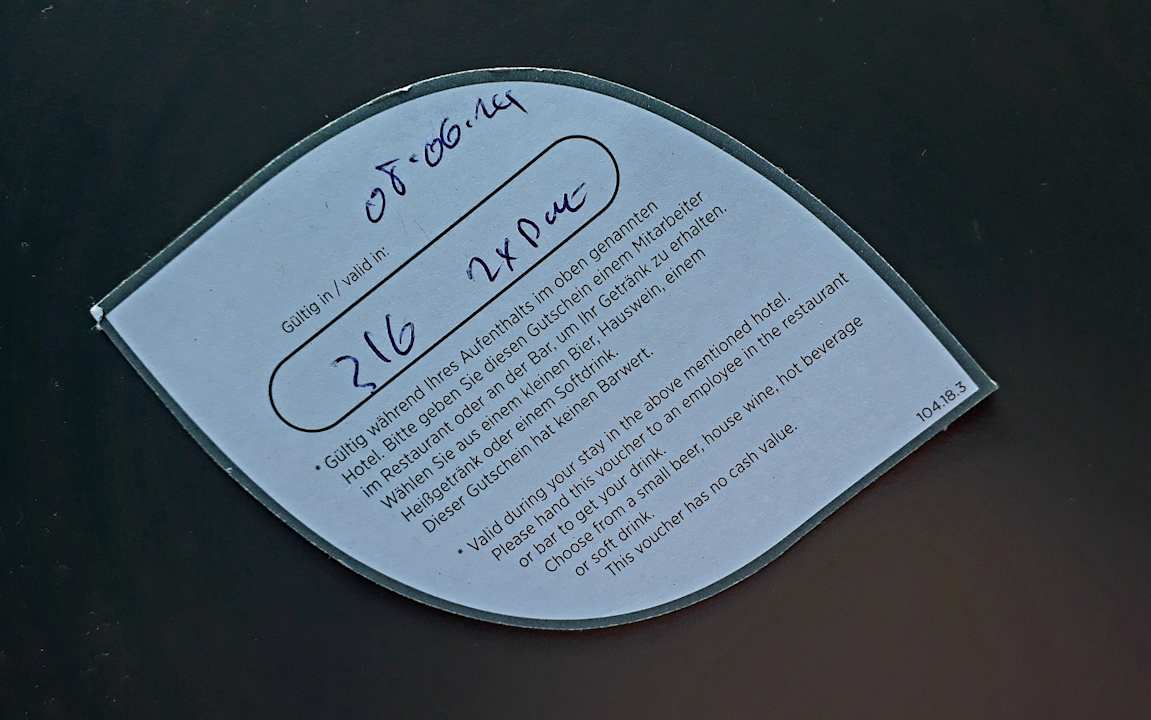 08.06.24
Gültig in / valid in:
316 2x
• Gültig während Ihres Aufenthalts im oben genannten
Hotel. Bitte geben Sie diesen Gutschein einem Mitarbeiter
im Restaurant oder an der Bar, um Ihr Getränk zu erhalten.
Wählen Sie aus einem kleinen Bier, Hauswein, einem
Heißgetränk oder einem Softdrink.
Dieser Gutschein hat keinen Barwert.
• Valid during your stay in the above mentioned hotel.
Please hand this voucher to an employee in the restaurant
or bar to get your drink.
Choose from a small beer, house wine, hot beverage
or soft drink.
This voucher has no cash value.
104.18.3